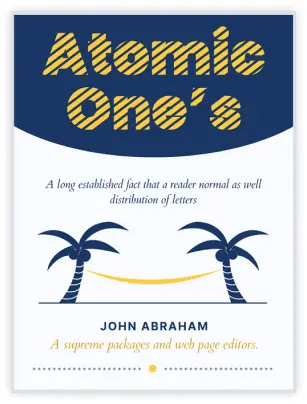 Atomic
One's
A long established fact that a reader normal as well
distribution of letters
JOHN ABRAHAM
A supreme packages and web page editors.